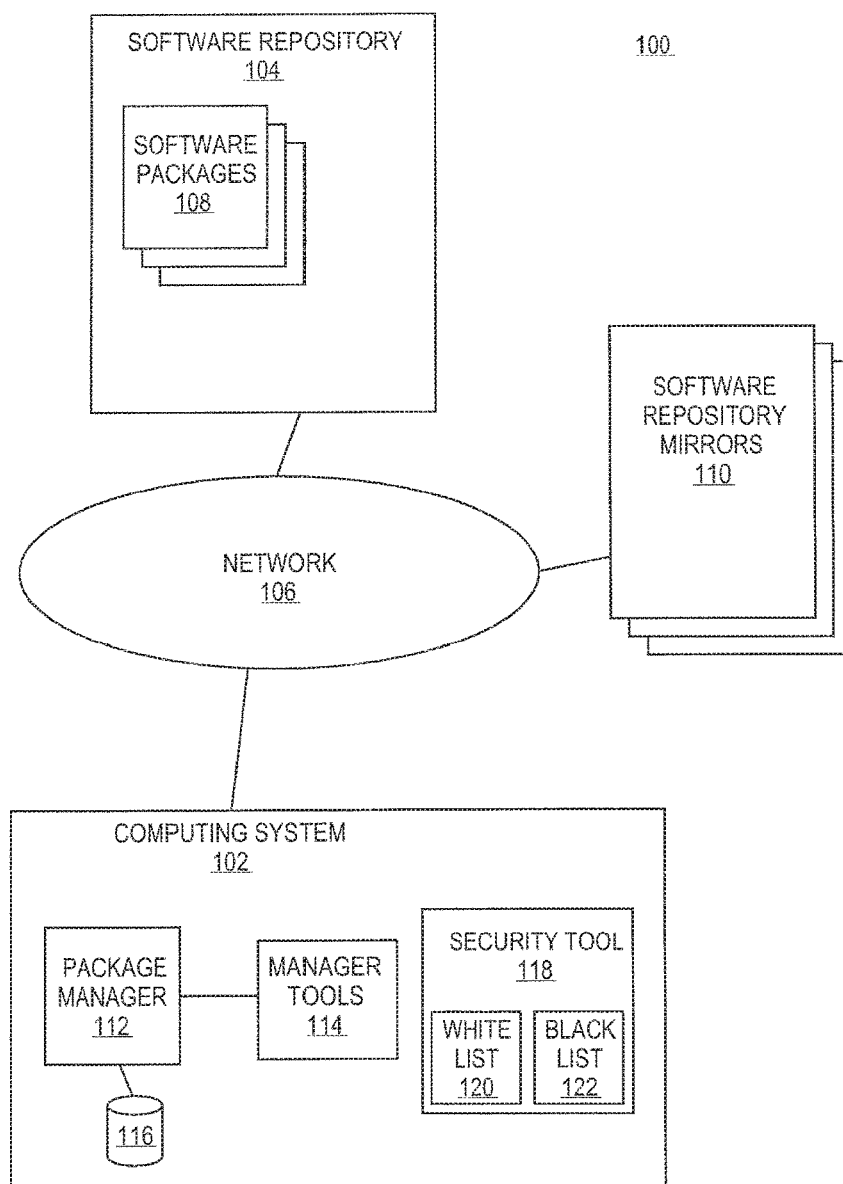 SOFTWARE REPOSITORY
104
100
SOFTWARE
PACKAGES
108
SOFTWARE
REPOSITORY
MIRRORS
110
NETWORK
106
COMPUTING SYSTEM
102
PACKAGE
MANAGER
112
MANAGER
TOOLS
114
SECURITY TOOL
118
WHITE
LIST
120
BLACK
LIST
122
116